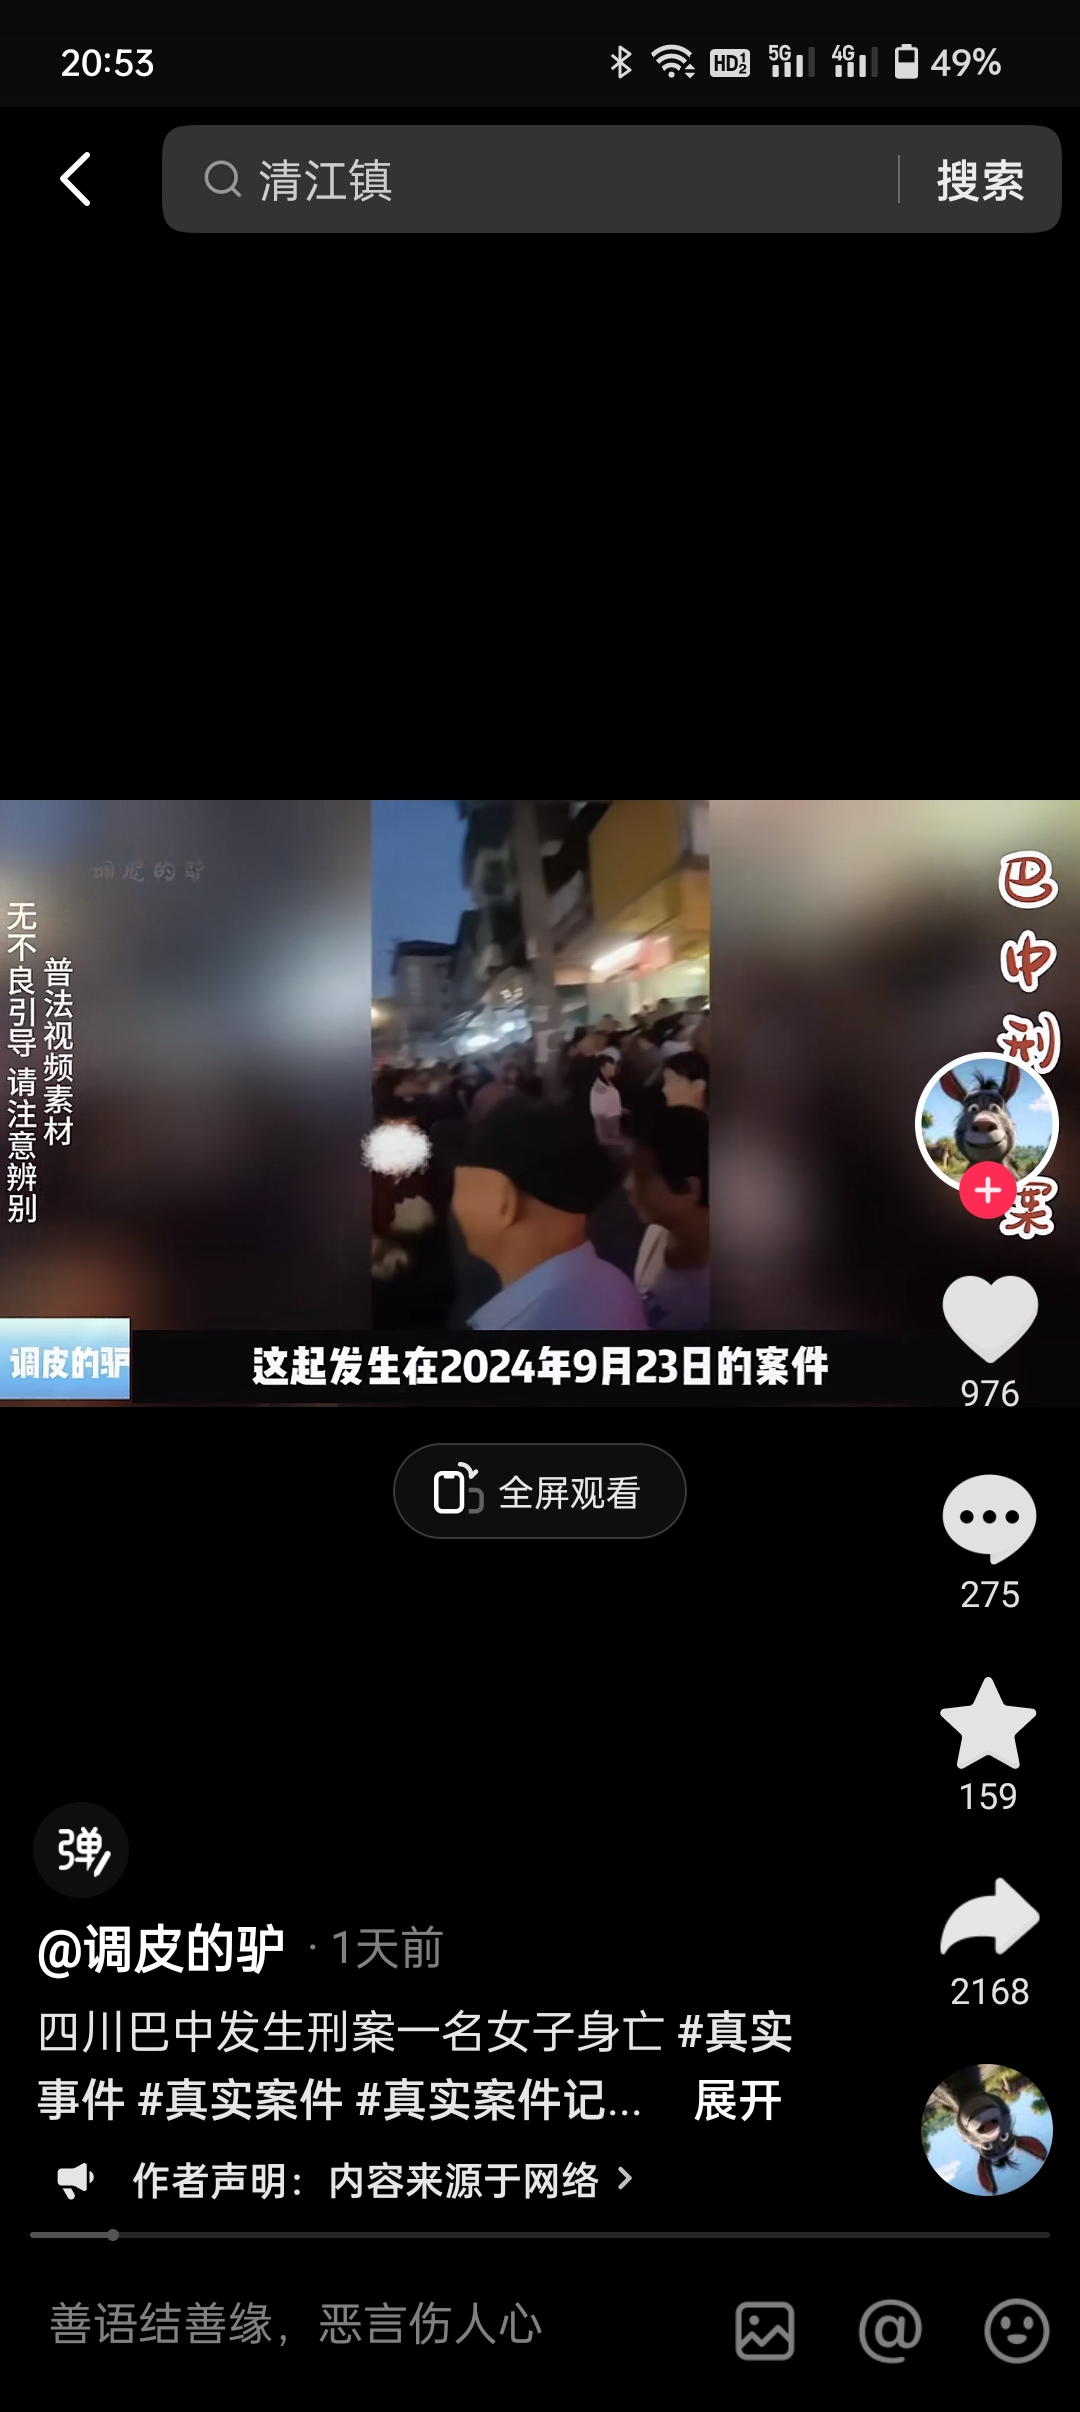 20:53
HD1 2 5G 4G 49%
清江镇
搜索
调皮的驴
无不良引导 请注意辨别
普法视频素材
巴中刑案
调皮的驴
这起发生在2024年9月23日的案件
976
全屏观看
275
159
弹
@调皮的驴 · 1天前
2168
四川巴中发生刑案一名女子身亡 #真实
事件 #真实案件 #真实案件记... 展开
作者声明：内容来源于网络 >
善语结善缘，恶言伤人心